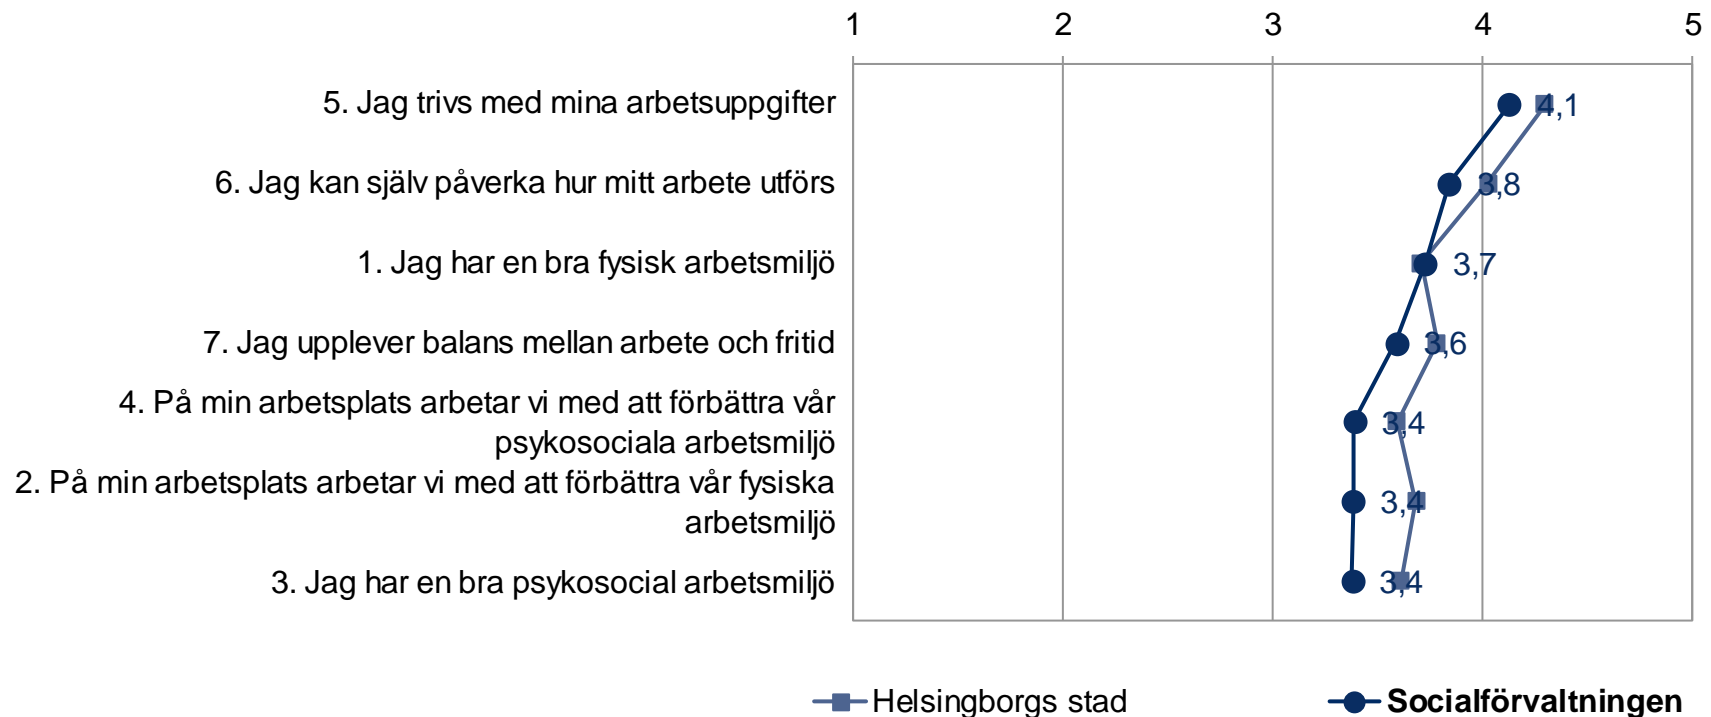 1 2 3 4 5
5. Jag trivs med mina arbetsuppgifter 4,1
6. Jag kan själv påverka hur mitt arbete utförs 3,8
1. Jag har en bra fysisk arbetsmiljö 3,7
7. Jag upplever balans mellan arbete och fritid 3,6
4. På min arbetsplats arbetar vi med att förbättra vår
psykosociala arbetsmiljö 3,4
2. På min arbetsplats arbetar vi med att förbättra vår fysiska
arbetsmiljö 3,4
3. Jag har en bra psykosocial arbetsmiljö 3,4
Helsingborgs stad Socialförvaltningen